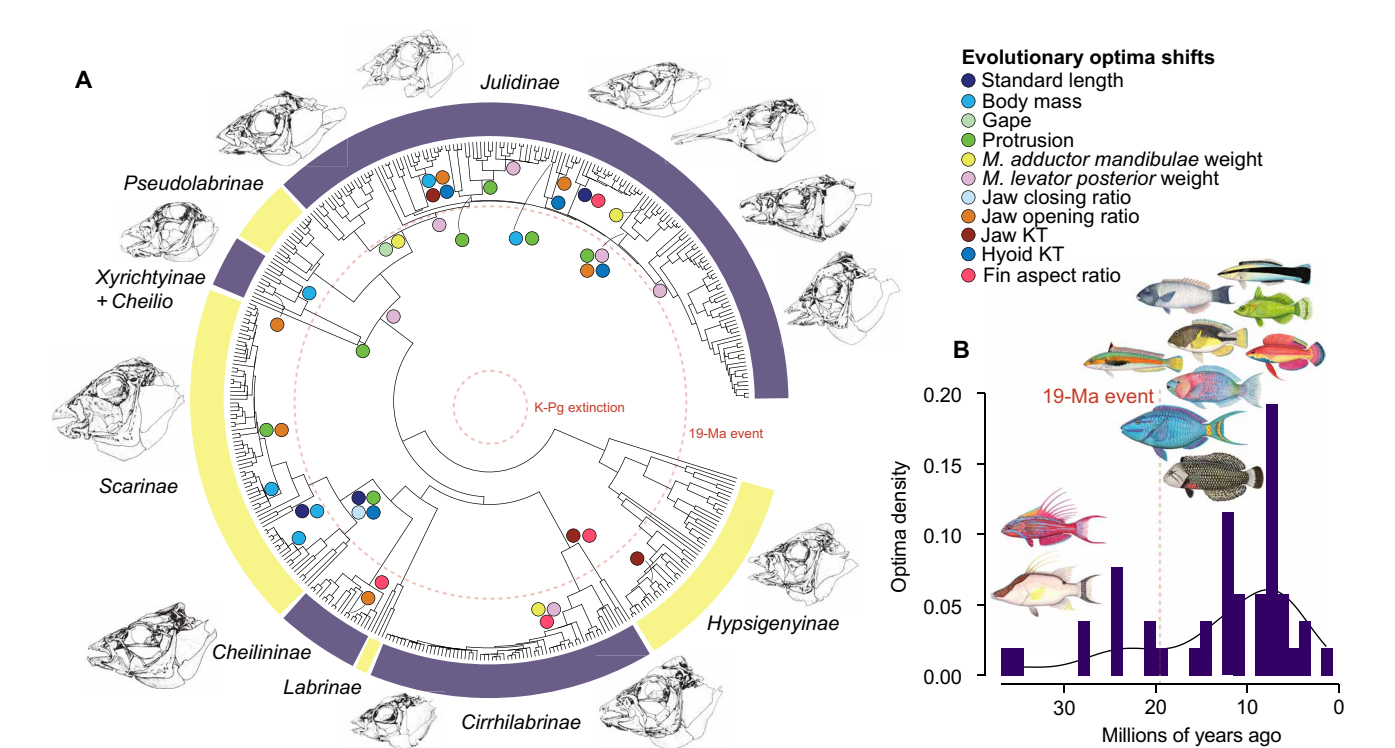 A
Julidinae
Pseudolabrinae
Xyrichtyinae
+ Cheilio
Scarinae
Cheilininae
Labrinae
Cirrhilabrinae
Hypsigenyinae
K-Pg extinction
19-Ma event
Evolutionary optima shifts
Standard length
Body mass
Gape
Protrusion
M. adductor mandibulae weight
M. levator posterior weight
Jaw closing ratio
Jaw opening ratio
Jaw KT
Hyoid KT
Fin aspect ratio
B
19-Ma event
Optima density
0.20
0.15
0.10
0.05
0.00
30 20 10 0
Millions of years ago